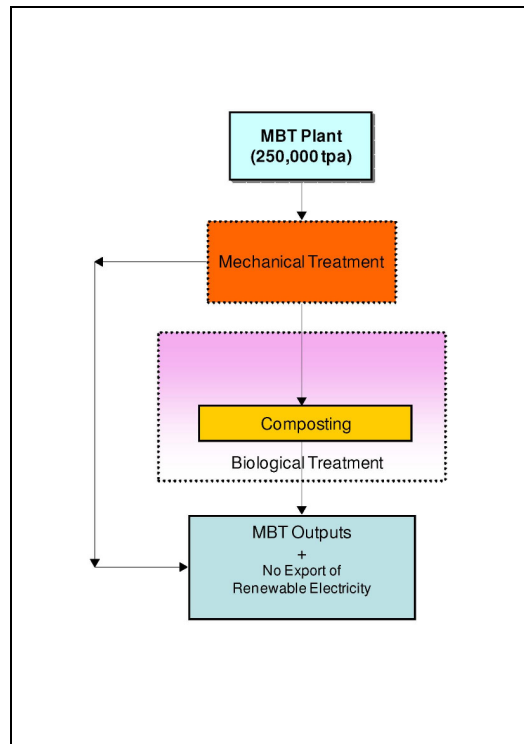 MBT Plant
(250,000 tpa)
Mechanical Treatment
Composting
Biological Treatment
MBT Outputs
+
No Export of
Renewable Electricity